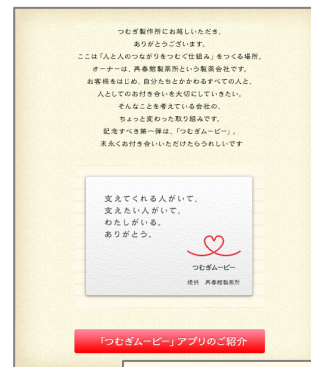 つむぎ製作所にお越しいただき、
ありがとうございます。
ここは「人と人のつながりをつむぐ仕組み」をつくる場所。
オーナーは、再春館製薬所という製薬会社です。
お客様をはじめ、自分たちとかかわるすべての人と、
人としてのお付き合いを大切にしていきたい。
そんなことを考えている会社の、
ちょっと変わった取り組みです。
記念すべき第一弾は、「つむぎムービー」。
末永くお付き合いいただけたらうれしいです
支えてくれる人がいて、
支えたい人がいて、
わたしがいる。
ありがとう。
つむぎムービー
提供 再春館製薬所
「つむぎムービー」アプリのご紹介